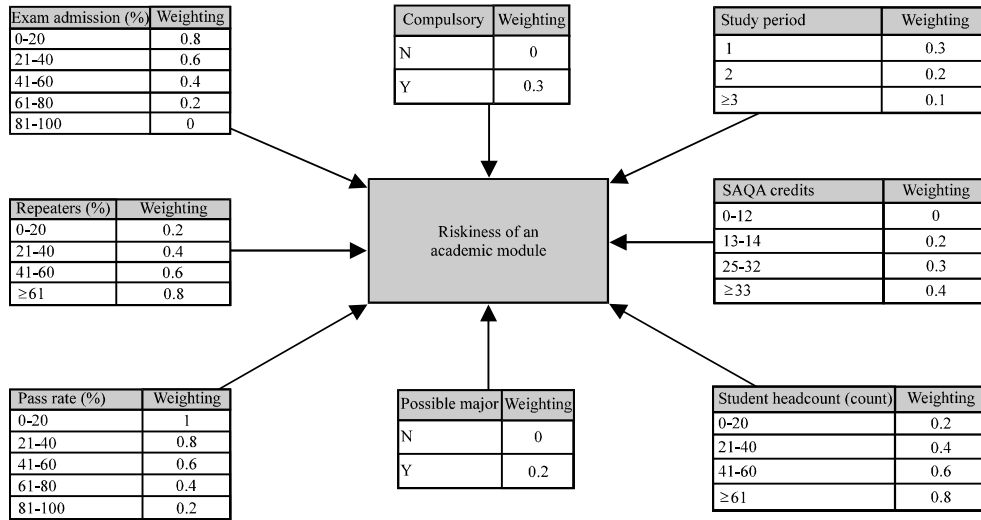 Exam admission (%) Weighting
0-20 0.8
21-40 0.6
41-60 0.4
61-80 0.2
81-100 0
Compulsory Weighting
N 0
Y 0.3
Study period Weighting
1 0.3
2 0.2
≥3 0.1
Repeaters (%) Weighting
0-20 0.2
21-40 0.4
41-60 0.6
≥61 0.8
Riskiness of an
academic module
SAQA credits Weighting
0-12 0
13-14 0.2
25-32 0.3
≥33 0.4
Pass rate (%) Weighting
0-20 1
21-40 0.8
41-60 0.6
61-80 0.4
81-100 0.2
Possible major Weighting
N 0
Y 0.2
Student headcount (count) Weighting
0-20 0.2
21-40 0.4
41-60 0.6
≥61 0.8